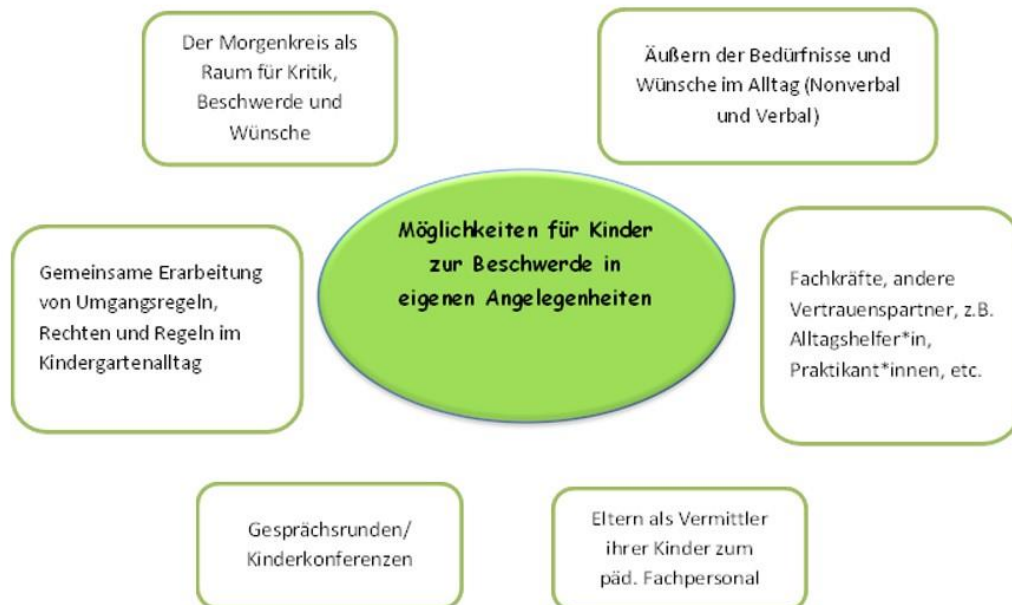 Der Morgenkreis als
Raum für Kritik,
Beschwerde und
Wünsche
Äußern der Bedürfnisse und
Wünsche im Alltag (Nonverbal
und Verbal)
Möglichkeiten für Kinder
zur Beschwerde in
eigenen Angelegenheiten
Gemeinsame Erarbeitung
von Umgangsregeln,
Rechten und Regeln im
Kindergartenalltag
Fachkräfte, andere
Vertrauenspartner, z.B.
Alltagshelfer*in,
Praktikant*innen, etc.
Gesprächsrunden/
Kinderkonferenzen
Eltern als Vermittler
ihrer Kinder zum
päd. Fachpersonal